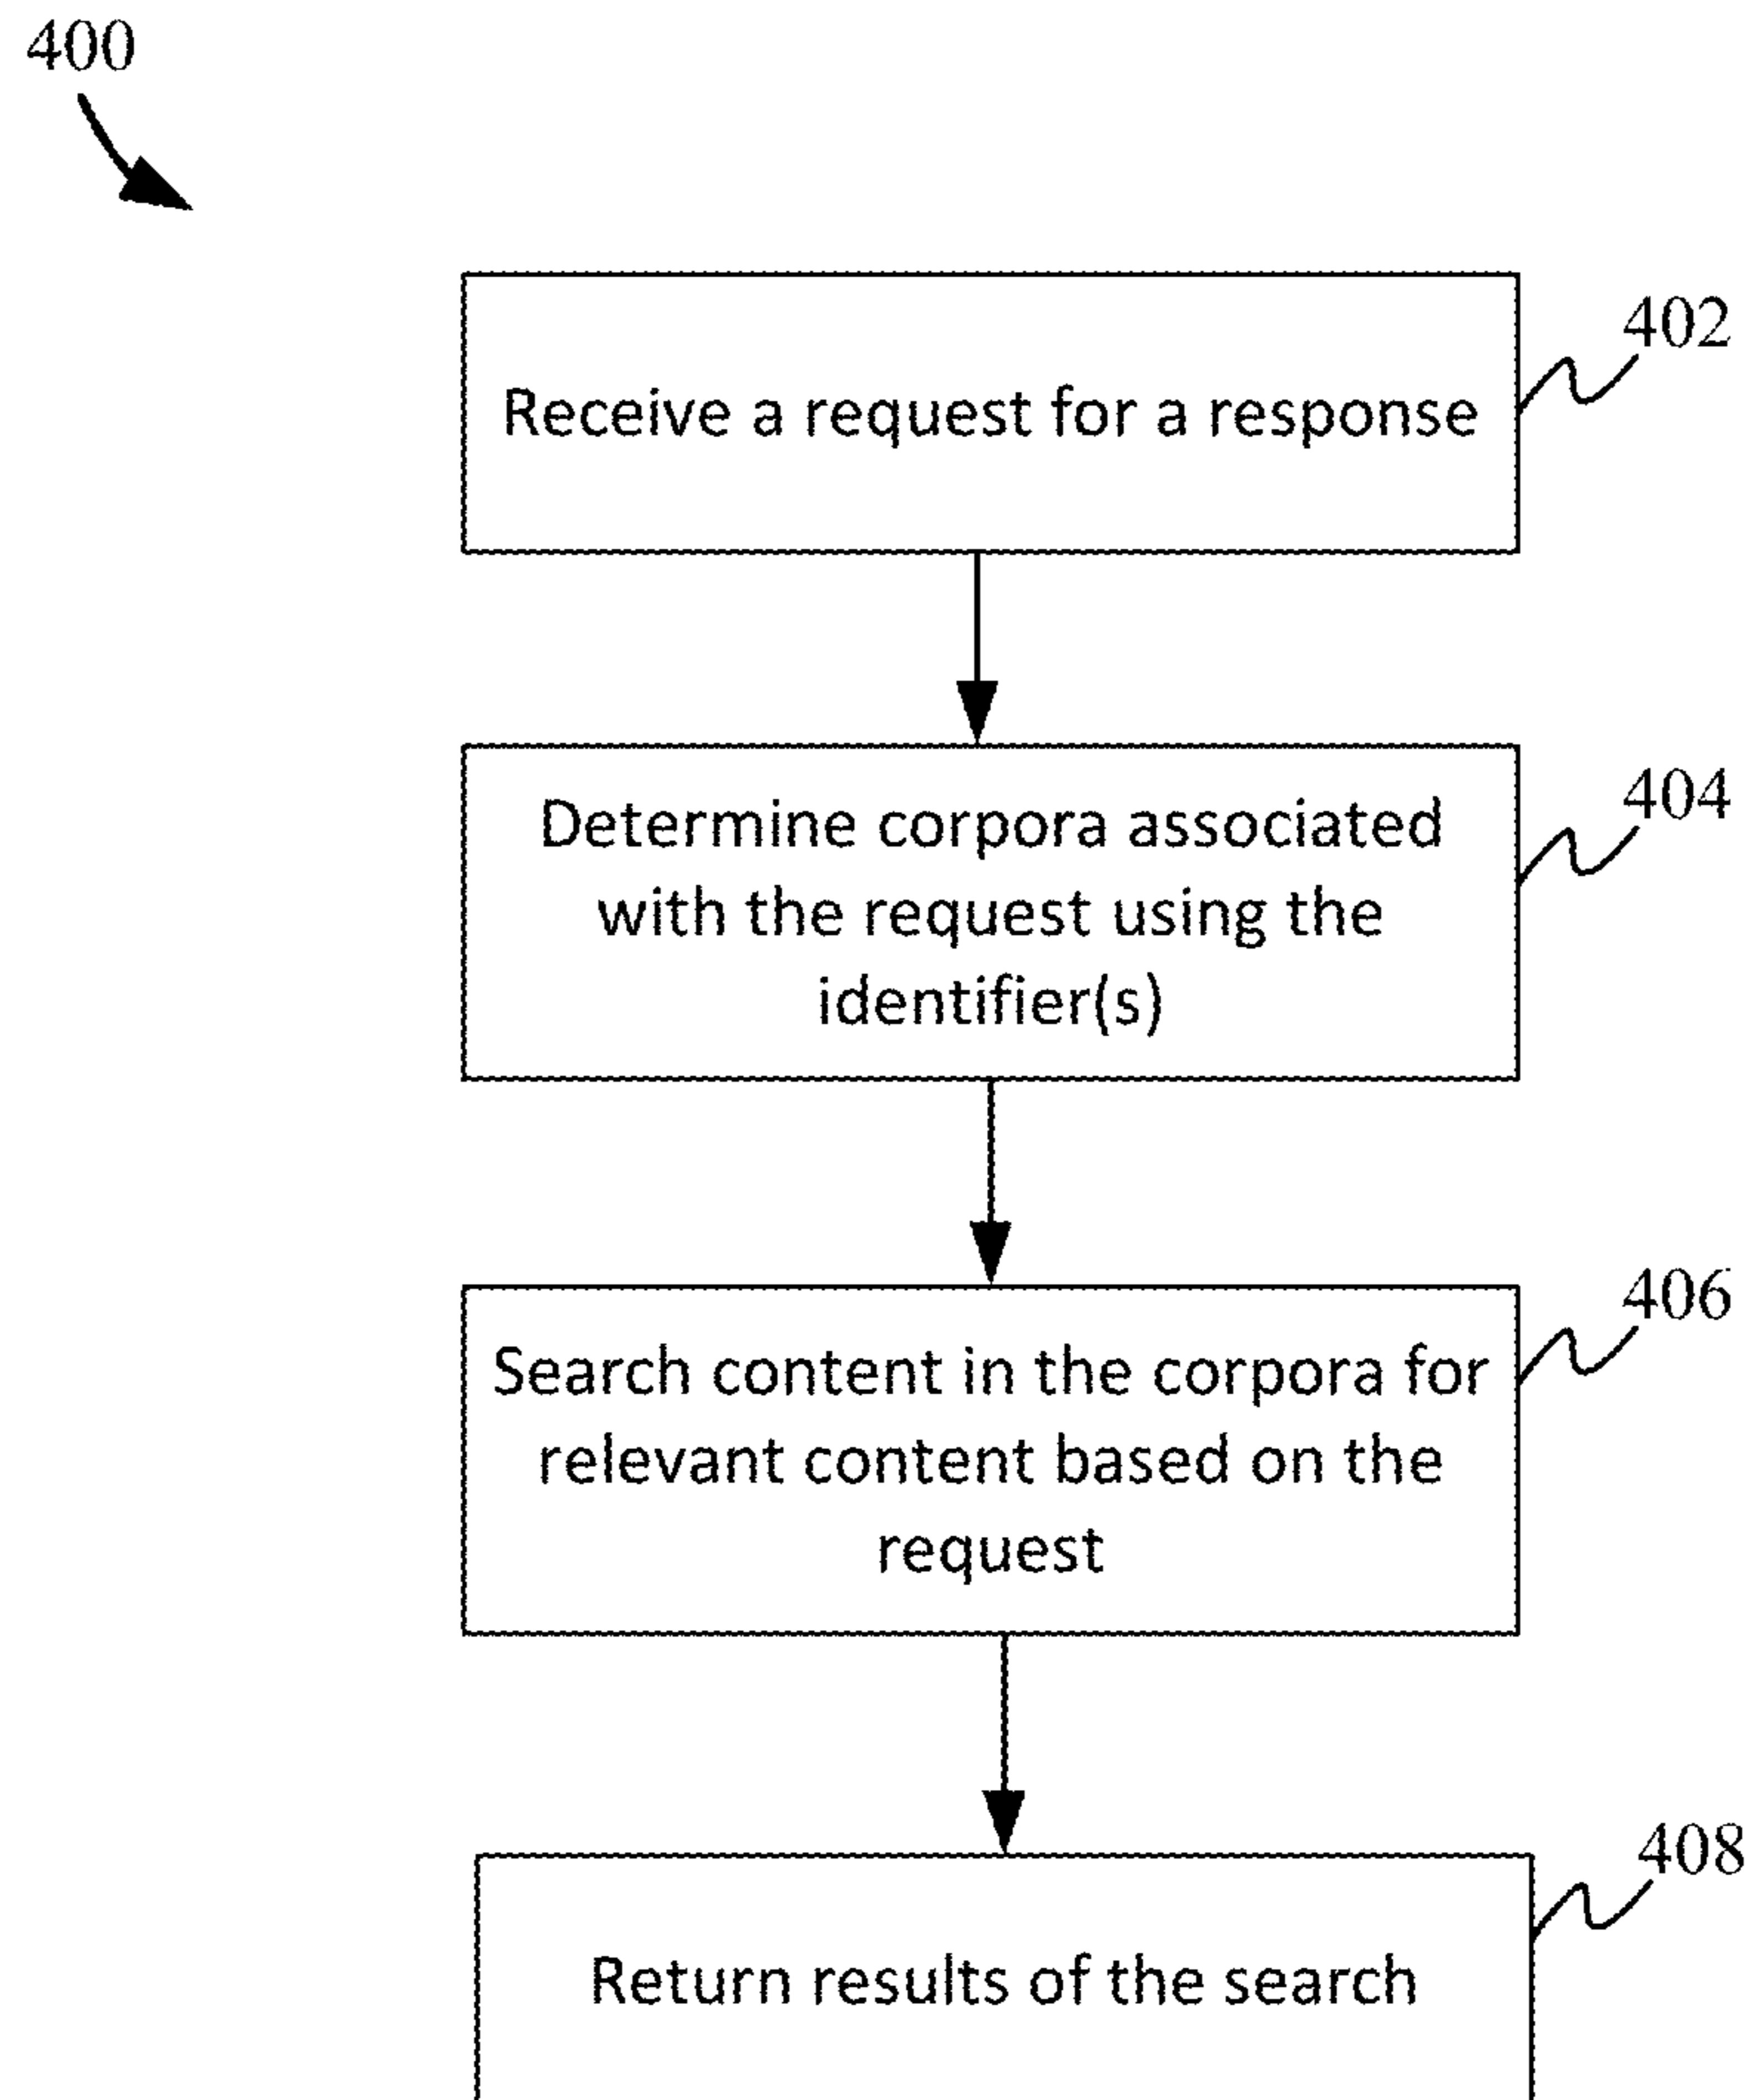 400
402
Receive a request for a response
404
Determine corpora associated
with the request using the
identifier(s)
406
Search content in the corpora for
relevant content based on the
request
408
Return results of the search